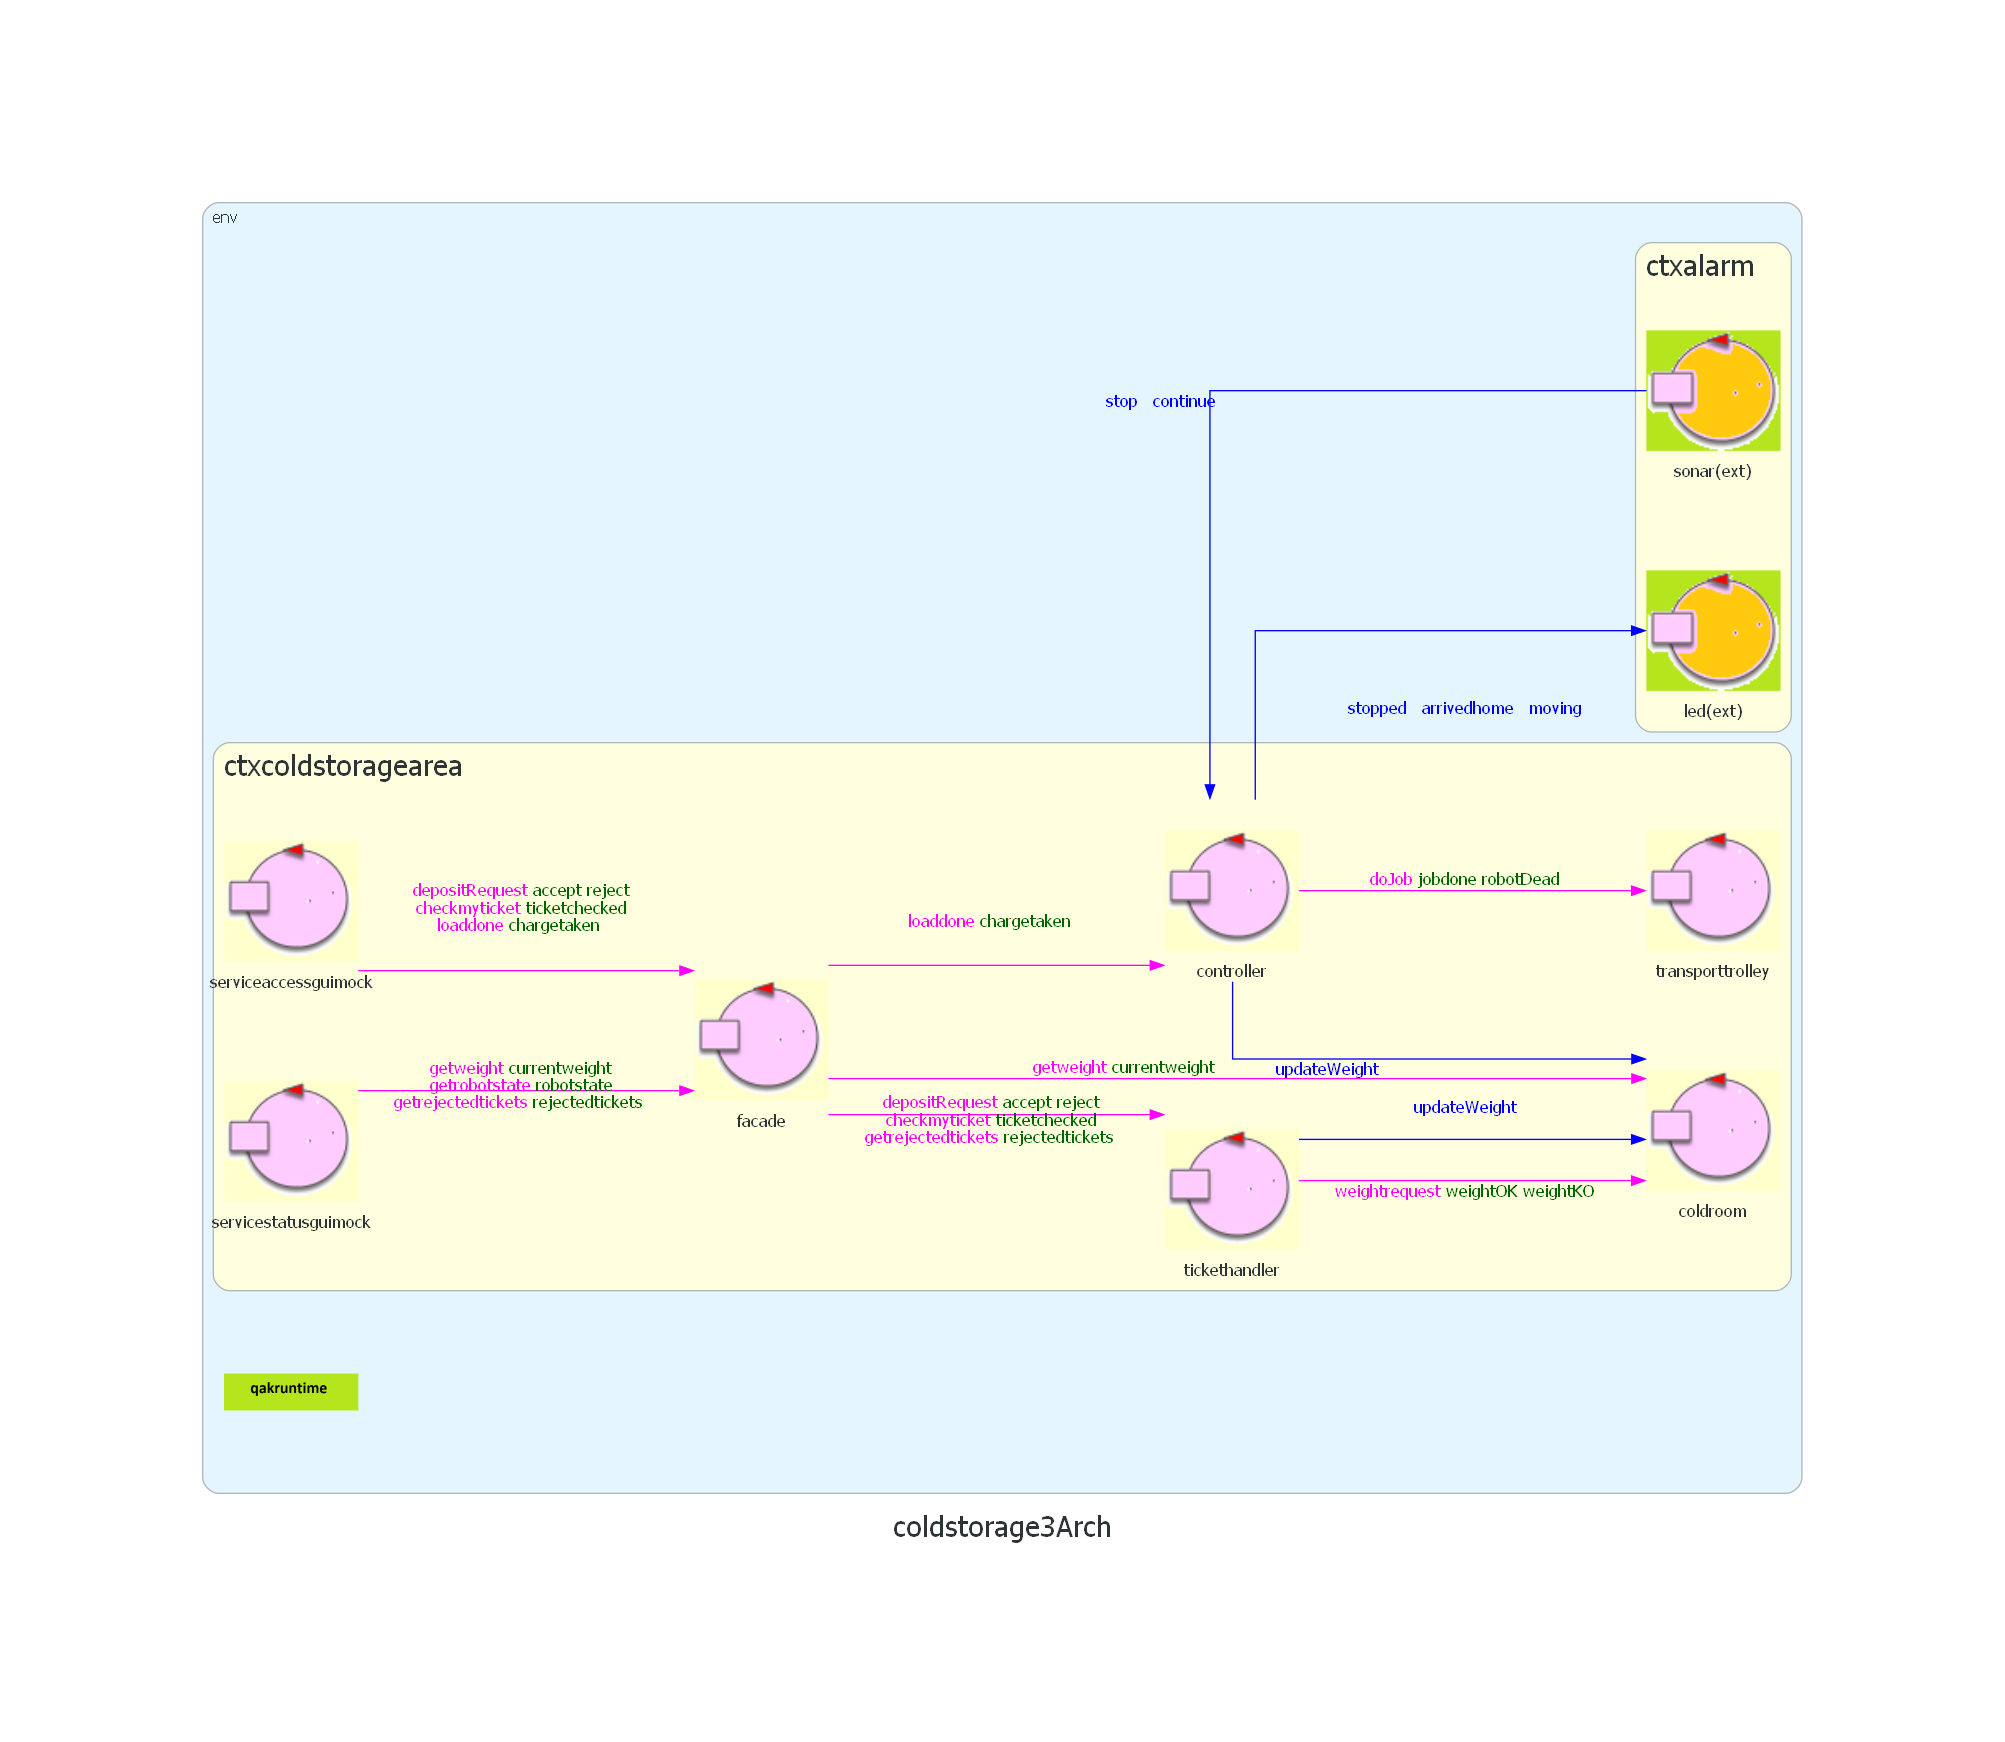 env
ctxalarm
sonar(ext)
stop continue
led(ext)
stopped arrivedhome moving
ctxcoldstoragearea
serviceaccessguimock
depositRequest accept reject
checkmyticket ticketchecked
loaddone chargetaken
loaddone chargetaken
controller
doJob jobdone robotDead
transporttrolley
servicestatusguimock
getweight currentweight
getrobotstate robotstate
getrejectedtickets rejectedtickets
facade
getweight currentweight
updateWeight
depositRequest accept reject
checkmyticket ticketchecked
getrejectedtickets rejectedtickets
updateWeight
weightrequest weightOK weightKO
coldroom
tickethandler
qakruntime
coldstorage3Arch